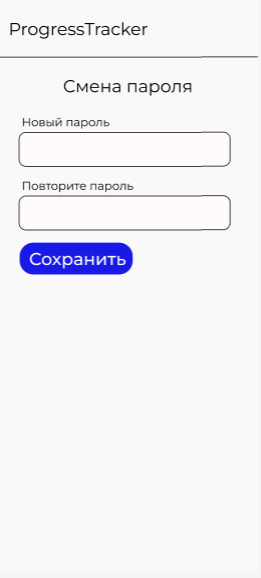 ProgressTracker
Смена пароля
Новый пароль
Повторите пароль
Сохранить